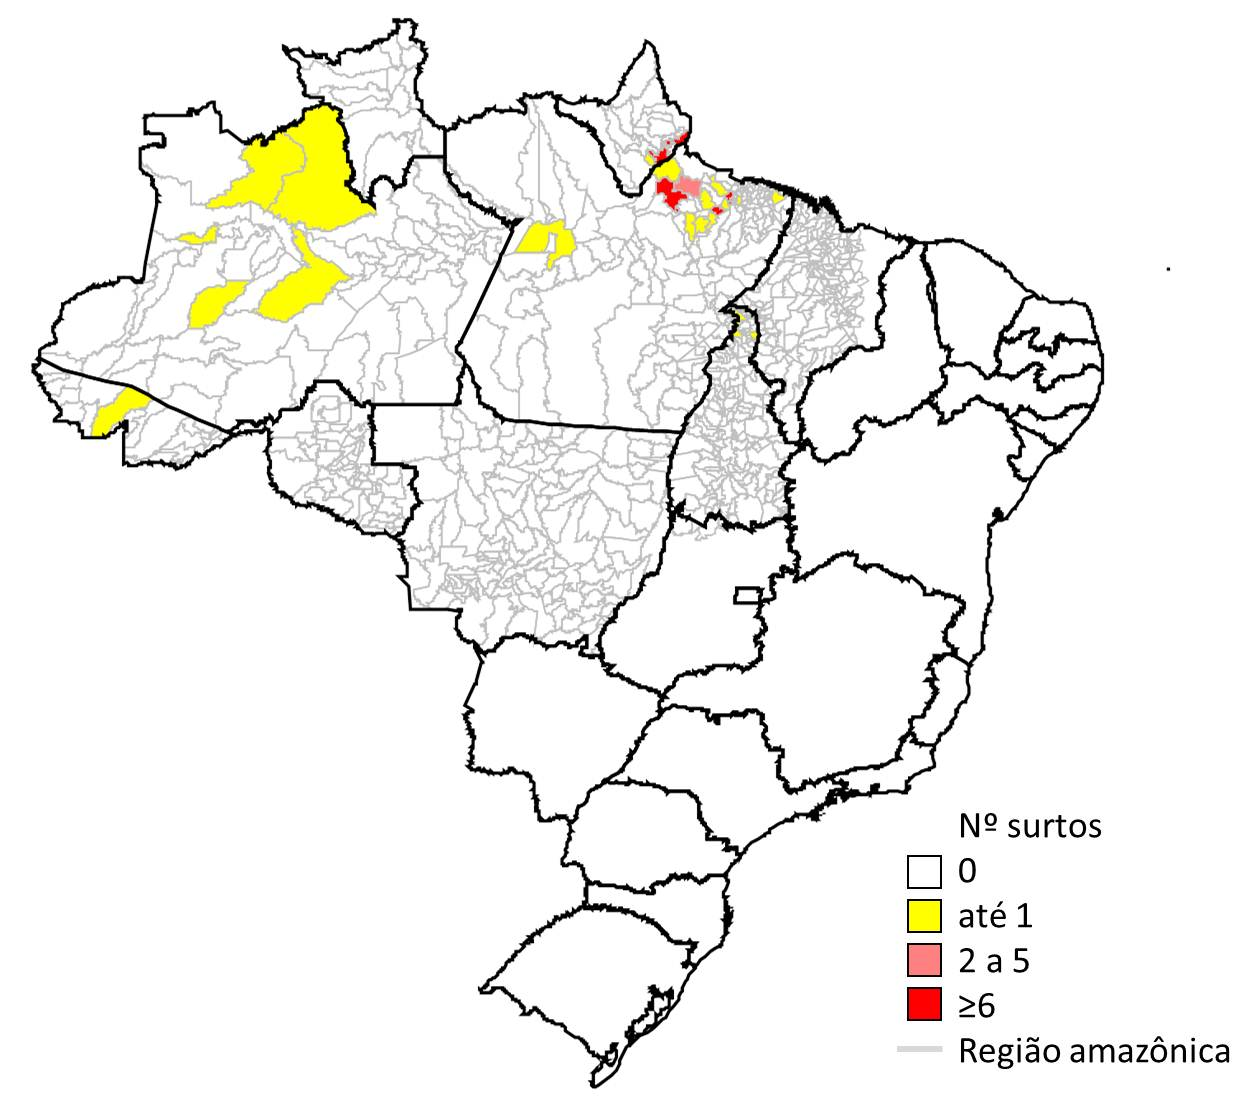 Nº surtos
0
até 1
2 a 5
≥6
Região amazônica